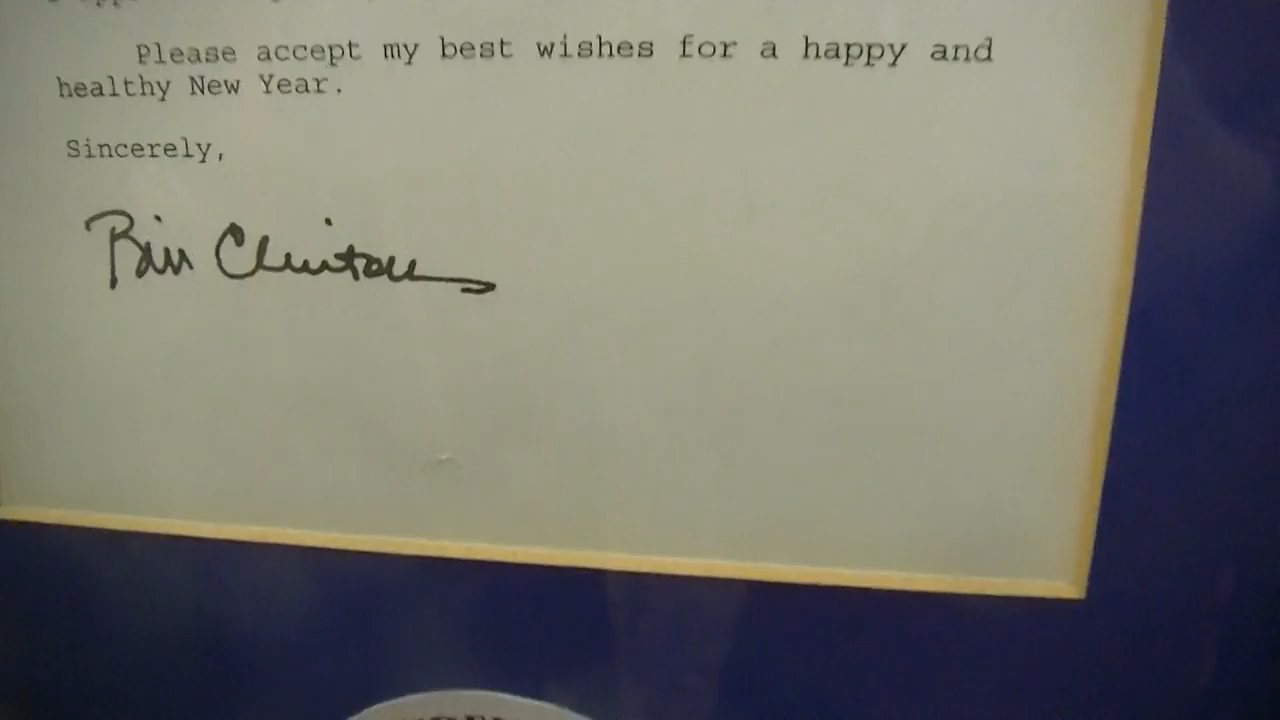 Please accept my best wishes for a happy and
healthy New Year.
Sincerely,
Bill Clinton